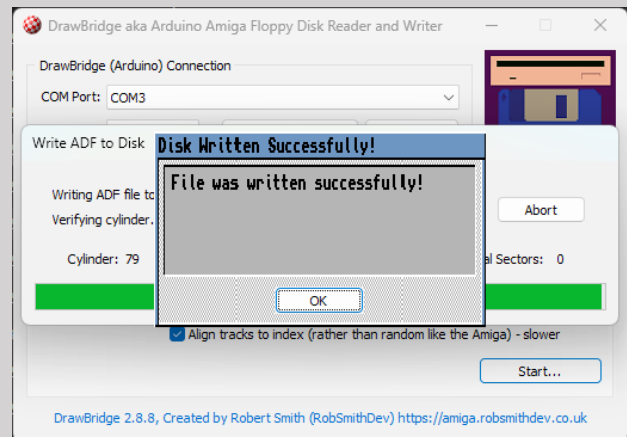 DrawBridge aka Arduino Amiga Floppy Disk Reader and Writer
DrawBridge (Arduino) Connection
COM Port: COM3
Write ADF to Disk
Disk Written Successfully!
File was written successfully!
Writing ADF file to
Verifying cylinder.
Abort
Cylinder: 79
Sectors: 0
OK
Align tracks to index (rather than random like the Amiga) - slower
Start...
DrawBridge 2.8.8, Created by Robert Smith (RobSmithDev) https://amiga.robsmithdev.co.uk